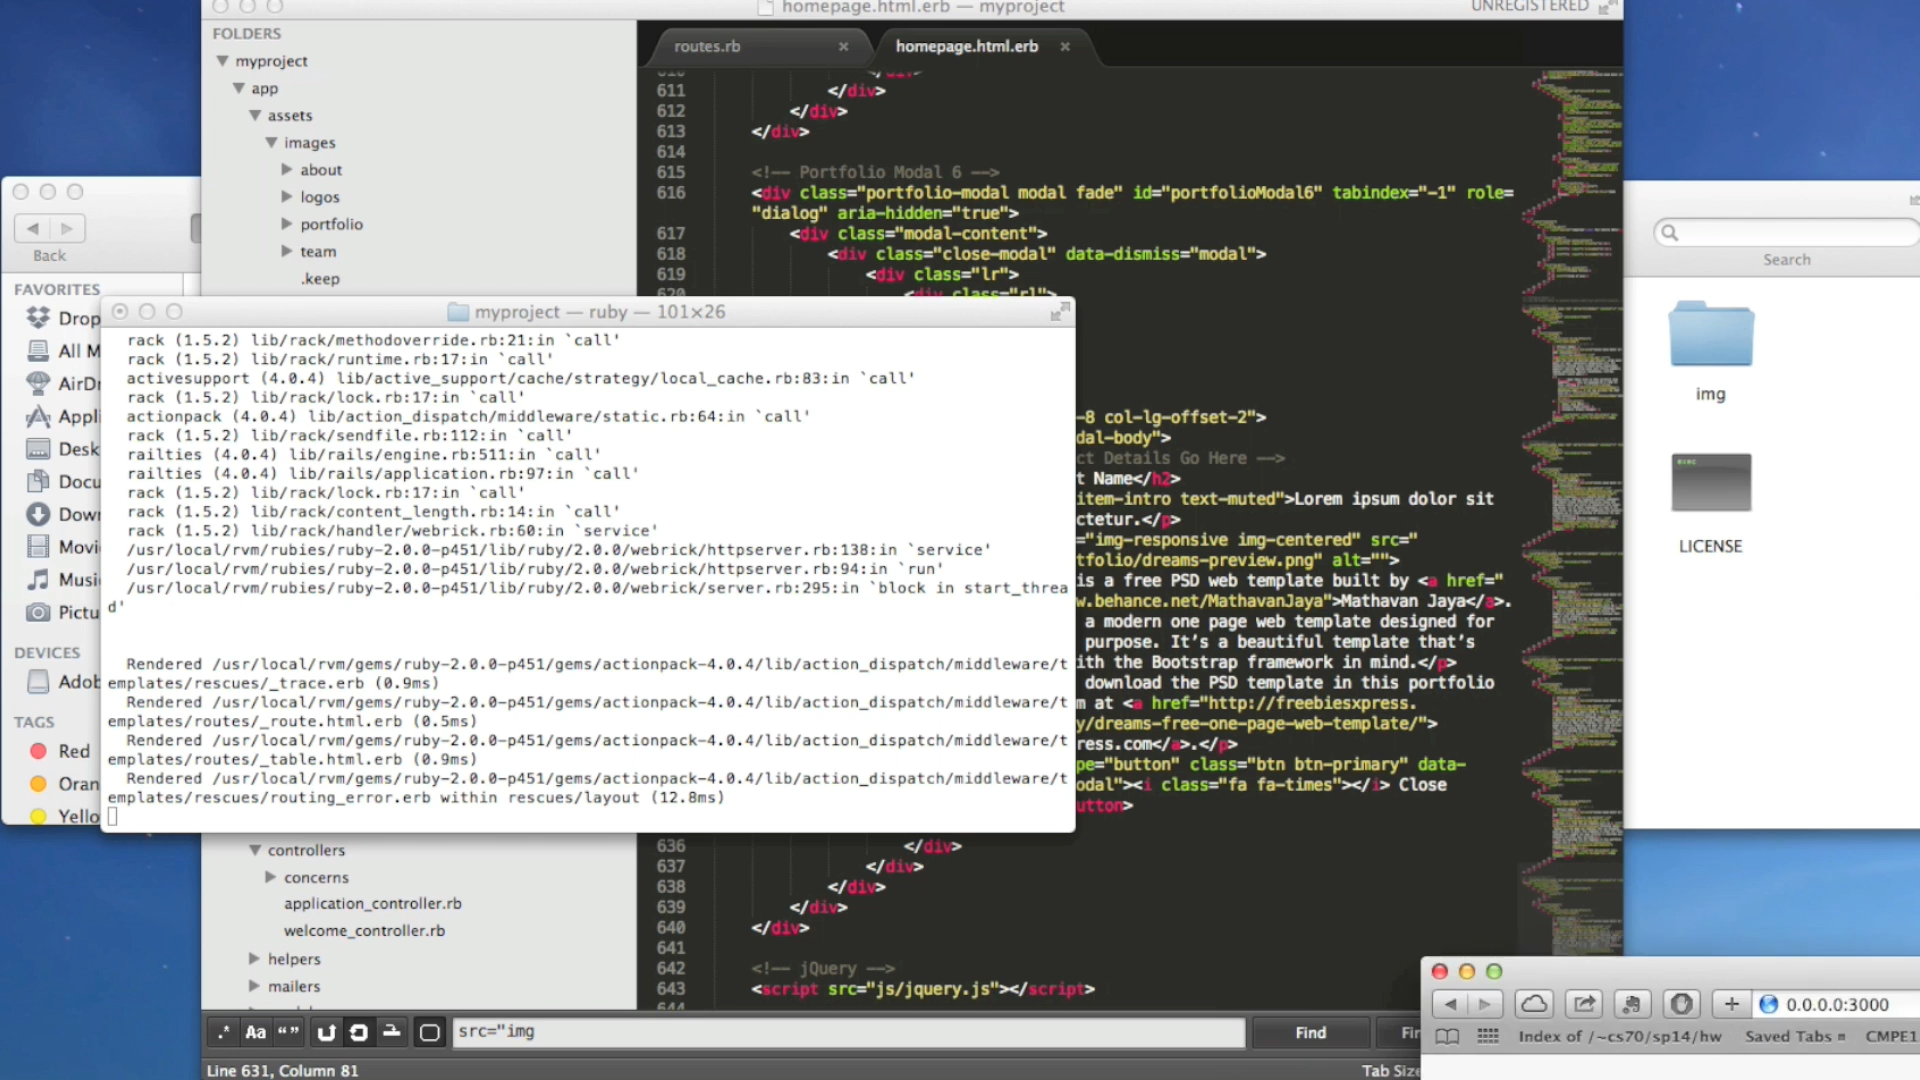 homepage.html.erb — myproject
UNREGISTERED
FOLDERS
myproject
app
assets
images
about
logos
portfolio
team
.keep
routes.rb ×
homepage.html.erb ×
611 </div>
612 </div>
613 </div>
614
615 <!-- Portfolio Modal 6 -->
616 <div class="portfolio-modal modal fade" id="portfolioModal6" tabindex="-1" role=
"dialog" aria-hidden="true">
617 <div class="modal-content">
618 <div class="close-modal" data-dismiss="modal">
619 <div class="lr">
620 <div class="rl">
Back
FAVORITES
Drop
All M
AirDr
Appli
Desk
Docu
Down
Movi
Musi
Pictu
DEVICES
Adob
TAGS
Red
Oran
Yello
myproject — ruby — 101×26
rack (1.5.2) lib/rack/methodoverride.rb:21:in `call'
rack (1.5.2) lib/rack/runtime.rb:17:in `call'
activesupport (4.0.4) lib/active_support/cache/strategy/local_cache.rb:83:in `call'
rack (1.5.2) lib/rack/lock.rb:17:in `call'
actionpack (4.0.4) lib/action_dispatch/middleware/static.rb:64:in `call'
rack (1.5.2) lib/rack/sendfile.rb:112:in `call'
railties (4.0.4) lib/rails/engine.rb:511:in `call'
railties (4.0.4) lib/rails/application.rb:97:in `call'
rack (1.5.2) lib/rack/lock.rb:17:in `call'
rack (1.5.2) lib/rack/content_length.rb:14:in `call'
rack (1.5.2) lib/rack/handler/webrick.rb:60:in `service'
/usr/local/rvm/rubies/ruby-2.0.0-p451/lib/ruby/2.0.0/webrick/httpserver.rb:138:in `service'
/usr/local/rvm/rubies/ruby-2.0.0-p451/lib/ruby/2.0.0/webrick/httpserver.rb:94:in `run'
/usr/local/rvm/rubies/ruby-2.0.0-p451/lib/ruby/2.0.0/webrick/server.rb:295:in `block in start_threa
d'
Rendered /usr/local/rvm/gems/ruby-2.0.0-p451/gems/actionpack-4.0.4/lib/action_dispatch/middleware/t
emplates/rescues/_trace.erb (0.9ms)
Rendered /usr/local/rvm/gems/ruby-2.0.0-p451/gems/actionpack-4.0.4/lib/action_dispatch/middleware/t
emplates/routes/_route.html.erb (0.5ms)
Rendered /usr/local/rvm/gems/ruby-2.0.0-p451/gems/actionpack-4.0.4/lib/action_dispatch/middleware/t
emplates/routes/_table.html.erb (0.9ms)
Rendered /usr/local/rvm/gems/ruby-2.0.0-p451/gems/actionpack-4.0.4/lib/action_dispatch/middleware/t
emplates/rescues/routing_error.erb within rescues/layout (12.8ms)
-8 col-lg-offset-2">
dal-body">
ct Details Go Here -->
t Name</h2>
item-intro text-muted">Lorem ipsum dolor sit
ctetur.</p>
="img-responsive img-centered" src="
tfolio/dreams-preview.png" alt="">
is a free PSD web template built by <a href="
w.behance.net/MathavanJaya">Mathavan Jaya</a>.
a modern one page web template designed for
purpose. It’s a beautiful template that’s
ith the Bootstrap framework in mind.</p>
download the PSD template in this portfolio
m at <a href="http://freebiesxpress.
y/dreams-free-one-page-web-template/">
ress.com</a>.</p>
pe="button" class="btn btn-primary" data-
odal"><i class="fa fa-times"></i> Close
utton>
Search
img
exec
LICENSE
controllers
concerns
application_controller.rb
welcome_controller.rb
helpers
mailers
636 </div>
637 </div>
638 </div>
639 </div>
640 </div>
641
642 <!-- jQuery -->
643 <script src="js/jquery.js"></script>
644
.* Aa “” src="img Find Fin
Line 631, Column 81
Tab Size
0.0.0.0:3000
Index of /~cs70/sp14/hw Saved Tabs CMPE1